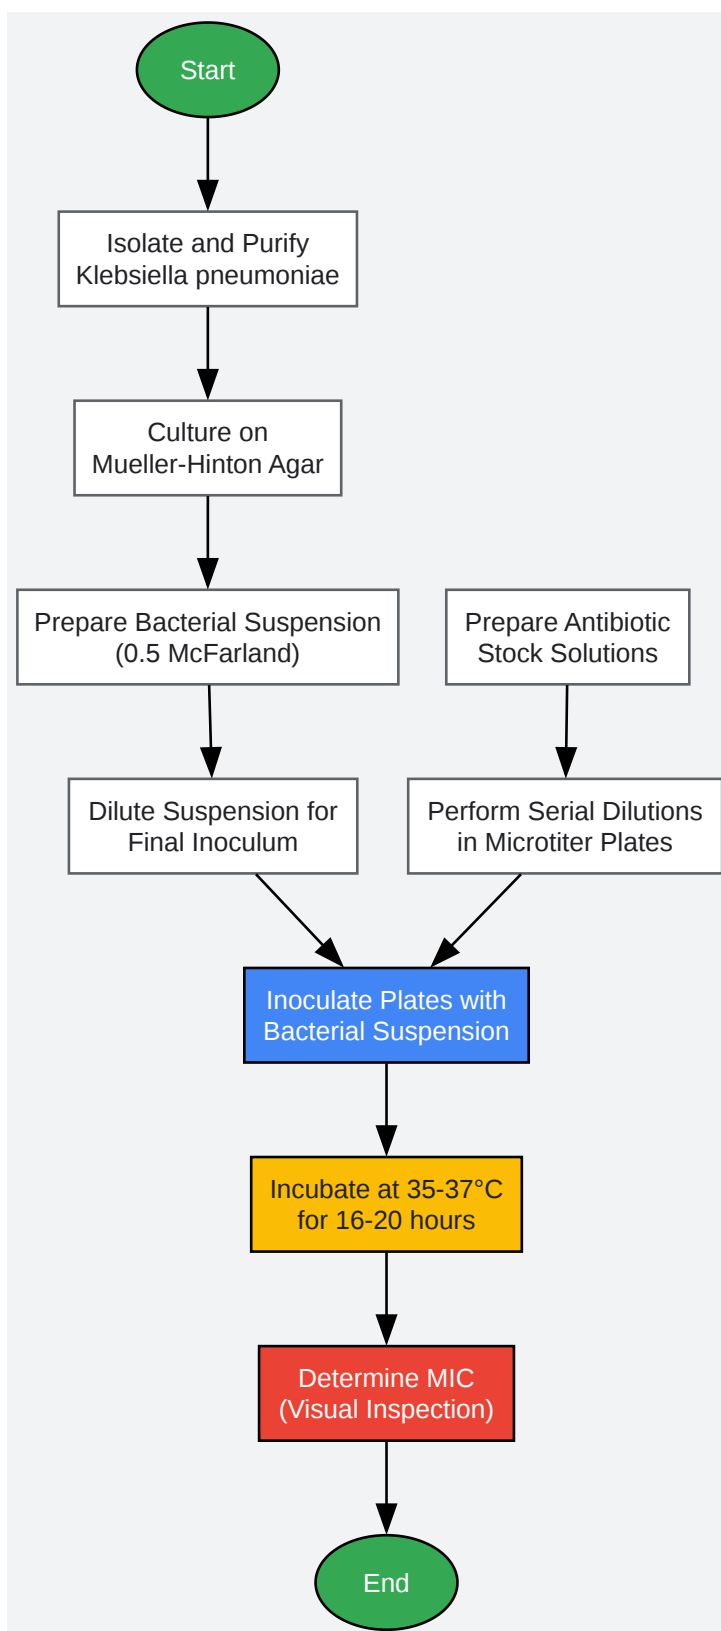 Start
Isolate and Purify
Klebsiella pneumoniae
Culture on
Mueller-Hinton Agar
Prepare Bacterial Suspension
(0.5 McFarland)
Prepare Antibiotic
Stock Solutions
Dilute Suspension for
Final Inoculum
Perform Serial Dilutions
in Microtiter Plates
Inoculate Plates with
Bacterial Suspension
Incubate at 35-37°C
for 16-20 hours
Determine MIC
(Visual Inspection)
End